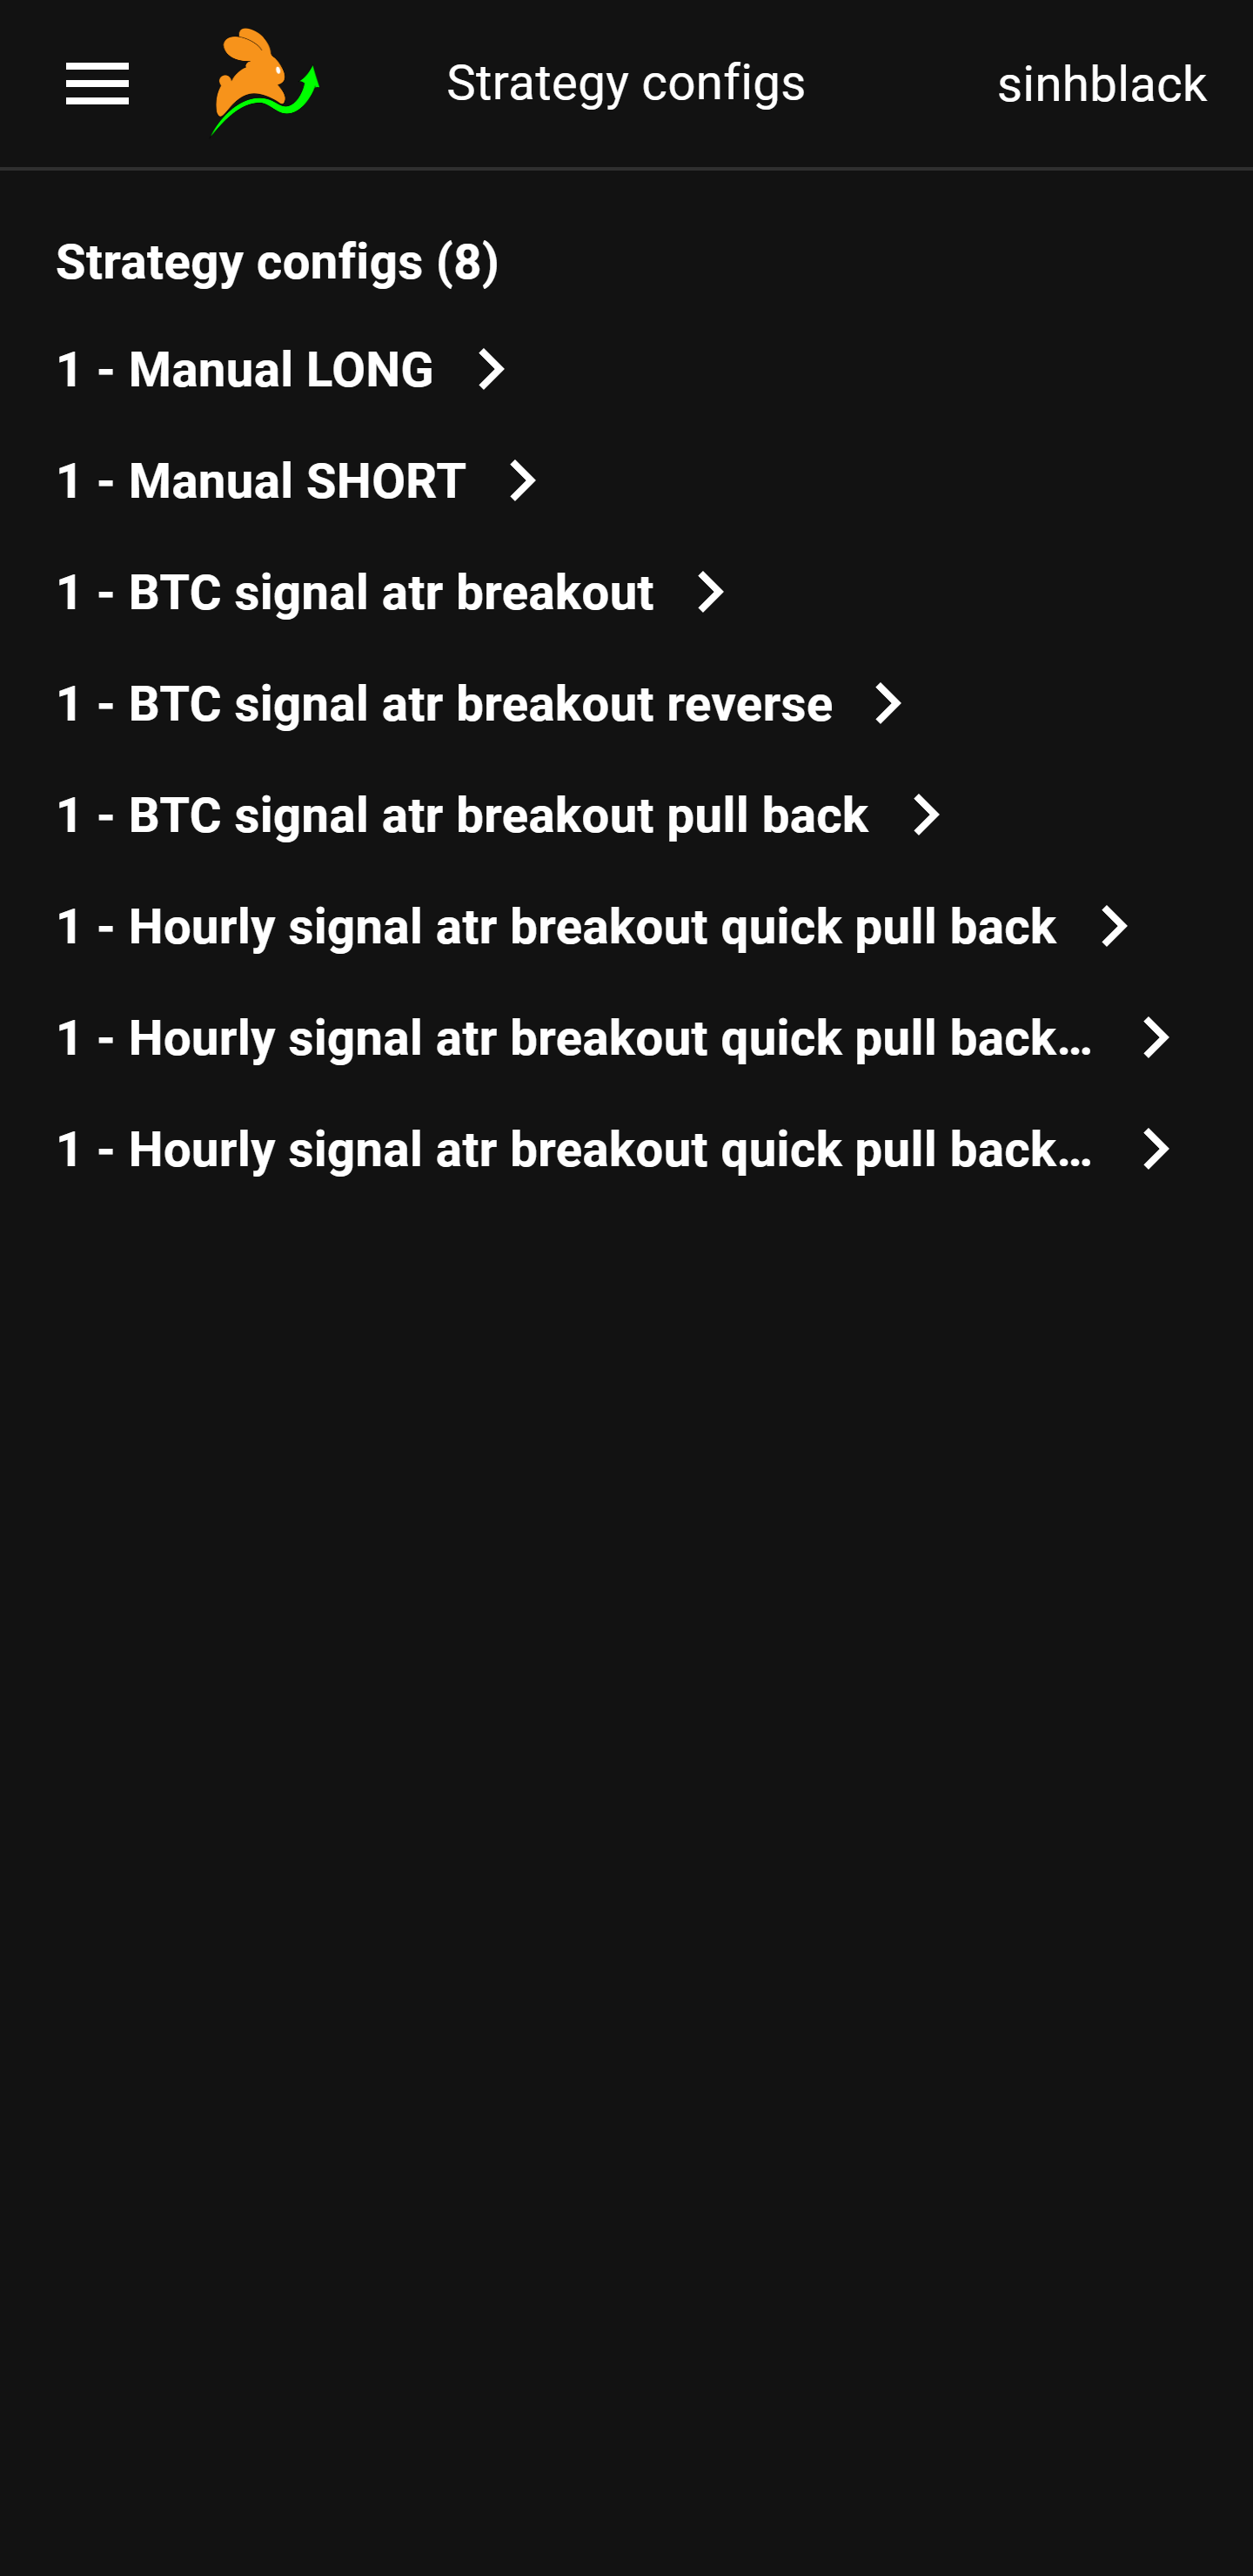 Strategy configs
sinhblack
Strategy configs (8)
1 - Manual LONG
1 - Manual SHORT
1 - BTC signal atr breakout
1 - BTC signal atr breakout reverse
1 - BTC signal atr breakout pull back
1 - Hourly signal atr breakout quick pull back
1 - Hourly signal atr breakout quick pull back...
1 - Hourly signal atr breakout quick pull back...